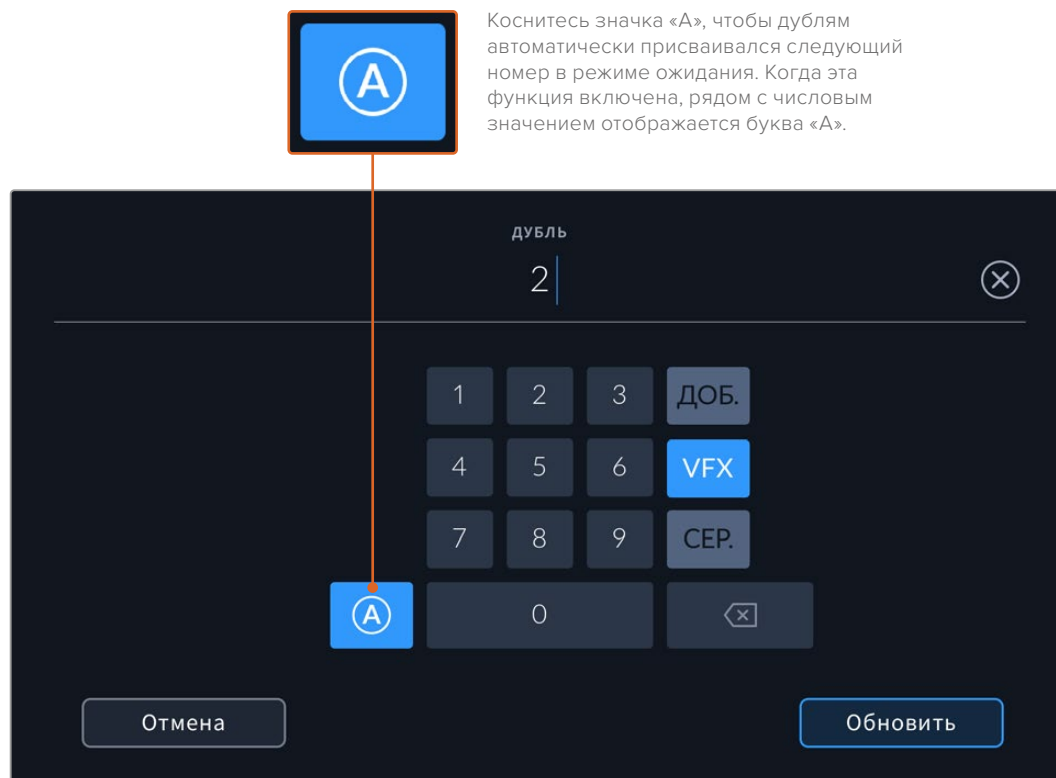 A
Коснитесь значка «А», чтобы дублям
автоматически присваивался следующий
номер в режиме ожидания. Когда эта
функция включена, рядом с числовым
значением отображается буква «А».
ДУБЛЬ
2
1 2 3 ДОБ.
4 5 6 VFX
7 8 9 СЕР.
A 0
Отмена Обновить